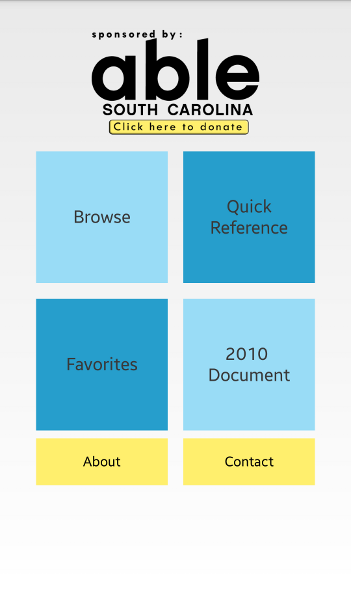 sponsored by:
able
SOUTH CAROLINA
Click here to donate
Browse
Quick
Reference
Favorites
2010
Document
About
Contact